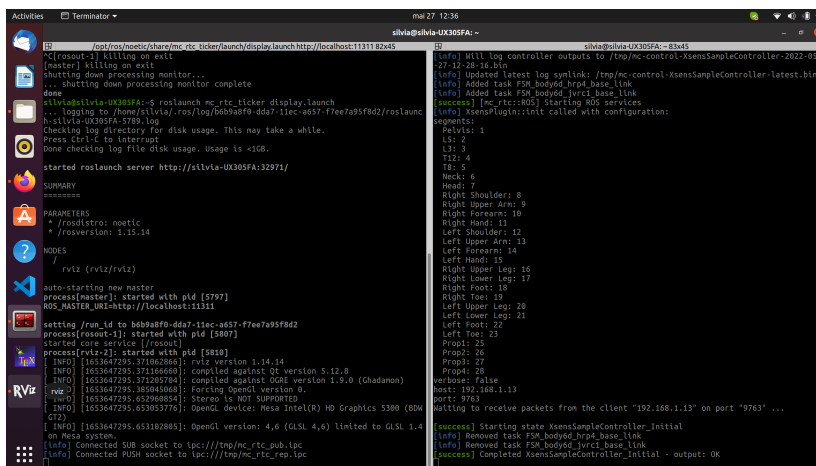 Activities
Terminator
mai 27 12:36
silvia@silvia-UX305FA: ~
/opt/ros/noetic/share/mc_rtc_ticker/launch/display.launch http://localhost:11311 82x45
^C[rosout-1] killing on exit
[master] killing on exit
shutting down processing monitor...
... shutting down processing monitor complete
done
silvia@silvia-UX305FA:~$ roslaunch mc_rtc_ticker display.launch
... logging to /home/silvia/.ros/log/b6b9a8f0-dda7-11ec-a657-f7ee7a95f8d2/roslaunc
h-silvia-UX305FA-5789.log
Checking log directory for disk usage. This may take a while.
Press Ctrl-C to interrupt
Done checking log file disk usage. Usage is <1GB.
started roslaunch server http://silvia-UX305FA:32971/
SUMMARY
========
PARAMETERS
* /rosdistro: noetic
* /rosversion: 1.15.14
NODES
/
rviz (rviz/rviz)
auto-starting new master
process[master]: started with pid [5797]
ROS_MASTER_URI=http://localhost:11311
setting /run_id to b6b9a8f0-dda7-11ec-a657-f7ee7a95f8d2
process[rosout-1]: started with pid [5807]
started core service [/rosout]
process[rviz-2]: started with pid [5810]
[ INFO] [1653647295.371062866]: rviz version 1.14.14
[ INFO] [1653647295.371166660]: compiled against Qt version 5.12.8
[ INFO] [1653647295.371285704]: compiled against OGRE version 1.9.0 (Ghadamon)
[ INFO] [1653647295.385045068]: Forcing OpenGl version 0.
[ INFO] [1653647295.652960854]: Stereo is NOT SUPPORTED
[ INFO] [1653647295.653053776]: OpenGL device: Mesa Intel(R) HD Graphics 5300 (BDW
GT2)
[ INFO] [1653647295.653102805]: OpenGl version: 4,6 (GLSL 4,6) limited to GLSL 1.4
on Mesa system.
[info] Connected SUB socket to ipc:///tmp/mc_rtc_pub.ipc
[info] Connected PUSH socket to ipc:///tmp/mc_rtc_rep.ipc
silvia@silvia-UX305FA: ~ 83x45
[info] Will log controller outputs to /tmp/mc-control-XsensSampleController-2022-05
-27-12-28-16.bin
[info] Updated latest log symlink: /tmp/mc-control-XsensSampleController-latest.bin
[info] Added task FSM_body6d_hrp4_base_link
[info] Added task FSM_body6d_jvrc1_base_link
[success] [mc_rtc::ROS] Starting ROS services
[info] XsensPlugin::init called with configuration:
segments:
Pelvis: 1
L5: 2
L3: 3
T12: 4
T8: 5
Neck: 6
Head: 7
Right Shoulder: 8
Right Upper Arm: 9
Right Forearm: 10
Right Hand: 11
Left Shoulder: 12
Left Upper Arm: 13
Left Forearm: 14
Left Hand: 15
Right Upper Leg: 16
Right Lower Leg: 17
Right Foot: 18
Right Toe: 19
Left Upper Leg: 20
Left Lower Leg: 21
Left Foot: 22
Left Toe: 23
Prop1: 25
Prop2: 26
Prop3: 27
Prop4: 28
verbose: false
host: 192.168.1.13
port: 9763
Waiting to receive packets from the client "192.168.1.13" on port "9763" ...
[success] Starting state XsensSampleController_Initial
[info] Removed task FSM_body6d_hrp4_base_link
[info] Removed task FSM_body6d_jvrc1_base_link
[success] Completed XsensSampleController_Initial - output: OK
TEX
RViz
rviz